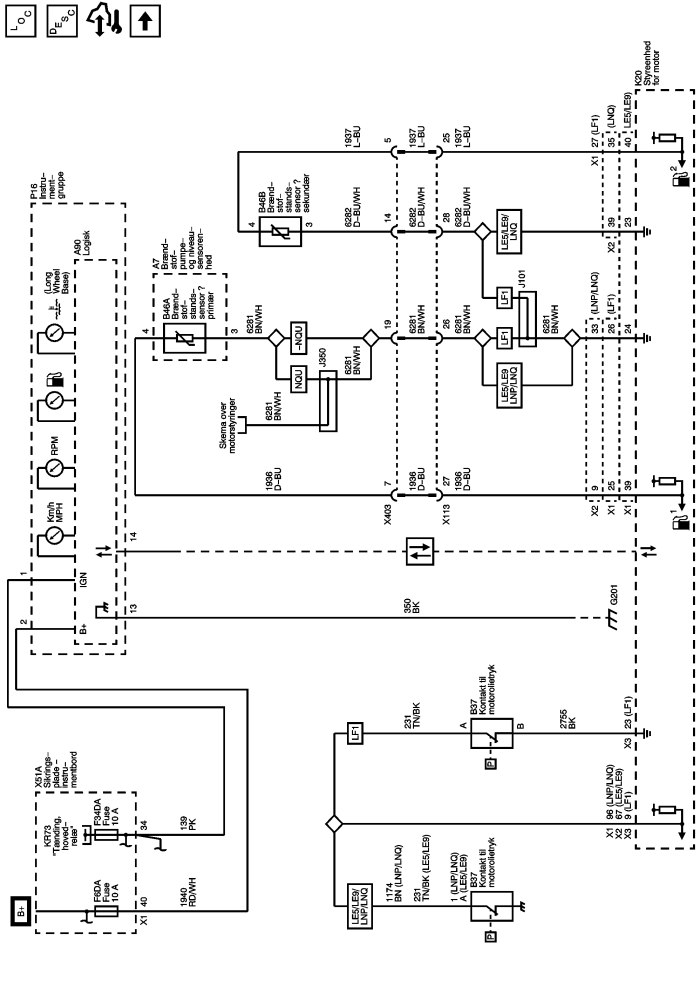 LOC
DESC
P16
Instru–
ment–
gruppe
A90
Logisk
Km/h
MPH
RPM
(Long
Wheel
Base)
IGN
B+
1
2
13
14
K20
Styreenhed
for motor
A7
Brænd–
stof–
pumpe–
og niveau–
sensoren–
hed
B46A
Brænd–
stof–
stands–
sensor ?
primær
4
3
B46B
Brænd–
stof–
stands–
sensor ?
sekundær
4
3
1937
L–BU
5
1937
L–BU
25
1937
L–BU
X1
27 (LF1)
35
(LNQ)
40
LE5/LE9)
2
6282
D–BU/WH
14
6282
D–BU/WH
28
6282
D–BU/WH
LE5/LE9/
LNQ
X2
39
23
LF1
J101
6281
BN/WH
NQU
–NQU
6281
BN/WH
J350
6281
BN/WH
Skema over
motorstyringer
19
6281
BN/WH
26
6281
BN/WH
LF1
LE5/LE9
LNP/LNQ
6281
BN/WH
(LNP/LNQ)
33
(LF1)
26
24
1936
D–BU
7
X403
1936
D–BU
27
X113
1936
D–BU
9
X2
25
X1
39
X1
1
350
BK
G201
X51A
Sikrings–
plade –
instru–
mentbord
KR73
"Tænding,
hoved–
relæ"
F34DA
Fuse
10 A
34
139
PK
B+
F6DA
Fuse
10 A
40
X1
1940
RD/WH
LF1
231
TN/BK
B37
Kontakt til
motorolietryk
A
B
P
2755
BK
23 (LF1)
X3
X1 96 (LNP/LNQ)
X2 67 (LE5/LE9)
X3 9 (LF1)
LE5/LE9/
LNP/LNQ
1174
BN (LNP/LNQ)
231
TN/BK (LE5/LE9)
1 (LNP/LNQ)
A (LE5/LE9)
B37
Kontakt til
motorolietryk
P